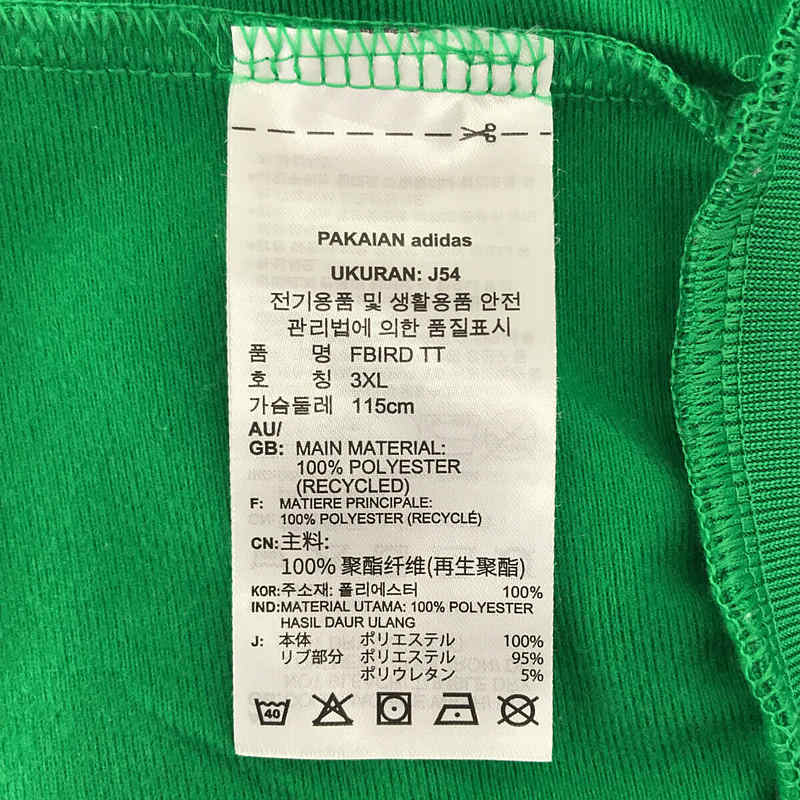 PAKAIAN adidas
UKURAN: J54
전기용품 및 생활용품 안전
관리법에 의한 품질표시
품 명 FBIRD TT
호 칭 3XL
가슴둘레 115cm
AU/
GB: MAIN MATERIAL:
100% POLYESTER
(RECYCLED)
F: MATIERE PRINCIPALE:
100% POLYESTER (RECYCLÉ)
CN:主料:
100% 聚酯纤维(再生聚酯)
KOR:주소재: 폴리에스터 100%
IND:MATERIAL UTAMA: 100% POLYESTER
HASIL DAUR ULANG
J: 本体 ポリエステル 100%
リブ部分 ポリエステル 95%
ポリウレタン 5%
40